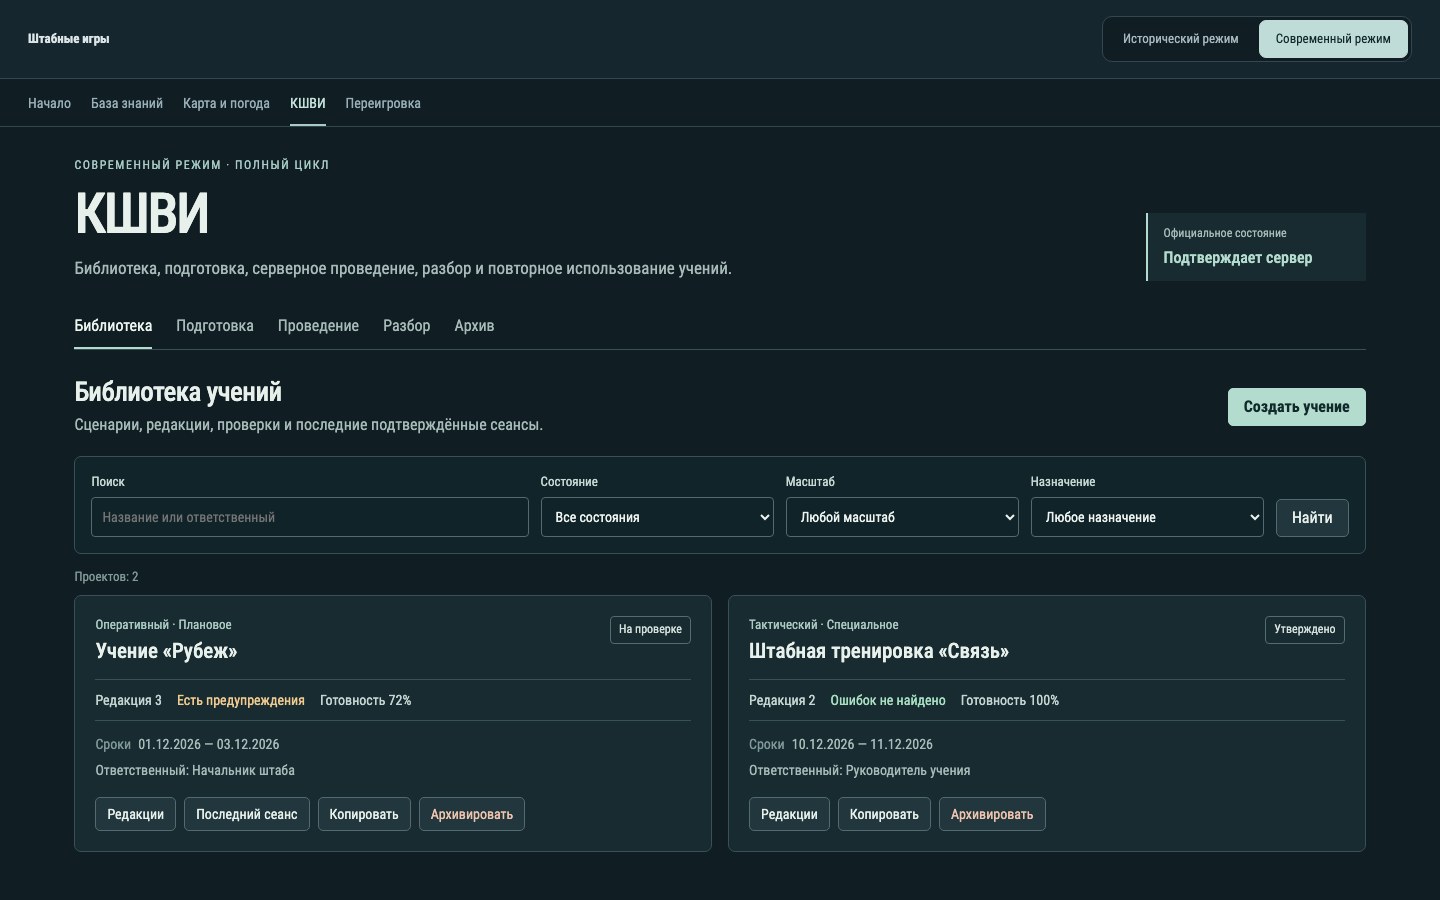 Штабные игры
Исторический режим
Современный режим
Начало
База знаний
Карта и погода
КШВИ
Переигровка
СОВРЕМЕННЫЙ РЕЖИМ · ПОЛНЫЙ ЦИКЛ
КШВИ
Библиотека, подготовка, серверное проведение, разбор и повторное использование учений.
Официальное состояние
Подтверждает сервер
Библиотека
Подготовка
Проведение
Разбор
Архив
Библиотека учений
Сценарии, редакции, проверки и последние подтверждённые сеансы.
Создать учение
Поиск
Название или ответственный
Состояние
Все состояния
Масштаб
Любой масштаб
Назначение
Любое назначение
Найти
Проектов: 2
Оперативный · Плановое
Учение «Рубеж»
На проверке
Редакция 3 Есть предупреждения Готовность 72%
Сроки 01.12.2026 — 03.12.2026
Ответственный: Начальник штаба
Редакции
Последний сеанс
Копировать
Архивировать
Тактический · Специальное
Штабная тренировка «Связь»
Утверждено
Редакция 2 Ошибок не найдено Готовность 100%
Сроки 10.12.2026 — 11.12.2026
Ответственный: Руководитель учения
Редакции
Копировать
Архивировать